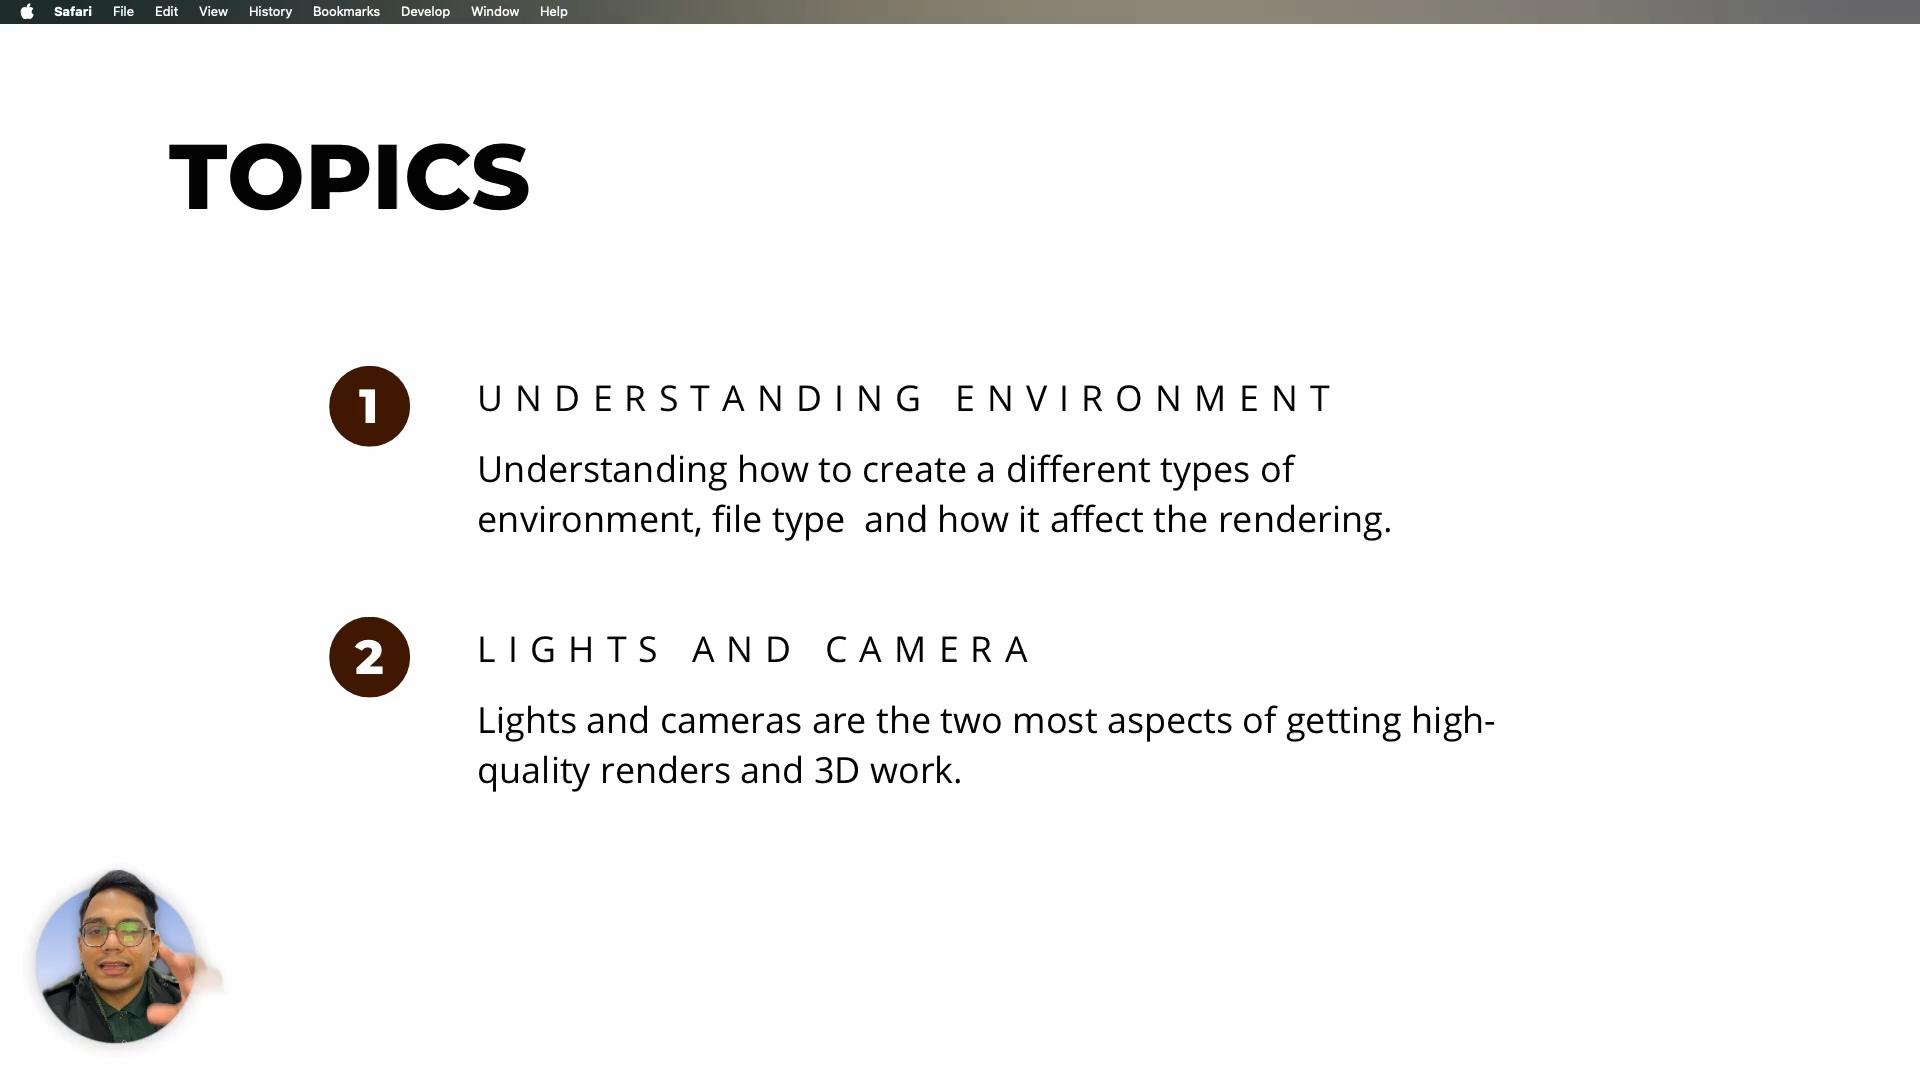 Safari File Edit View History Bookmarks Develop Window Help
TOPICS
1
UNDERSTANDING ENVIRONMENT
Understanding how to create a different types of
environment, file type  and how it affect the rendering.
2
LIGHTS AND CAMERA
Lights and cameras are the two most aspects of getting high-
quality renders and 3D work.